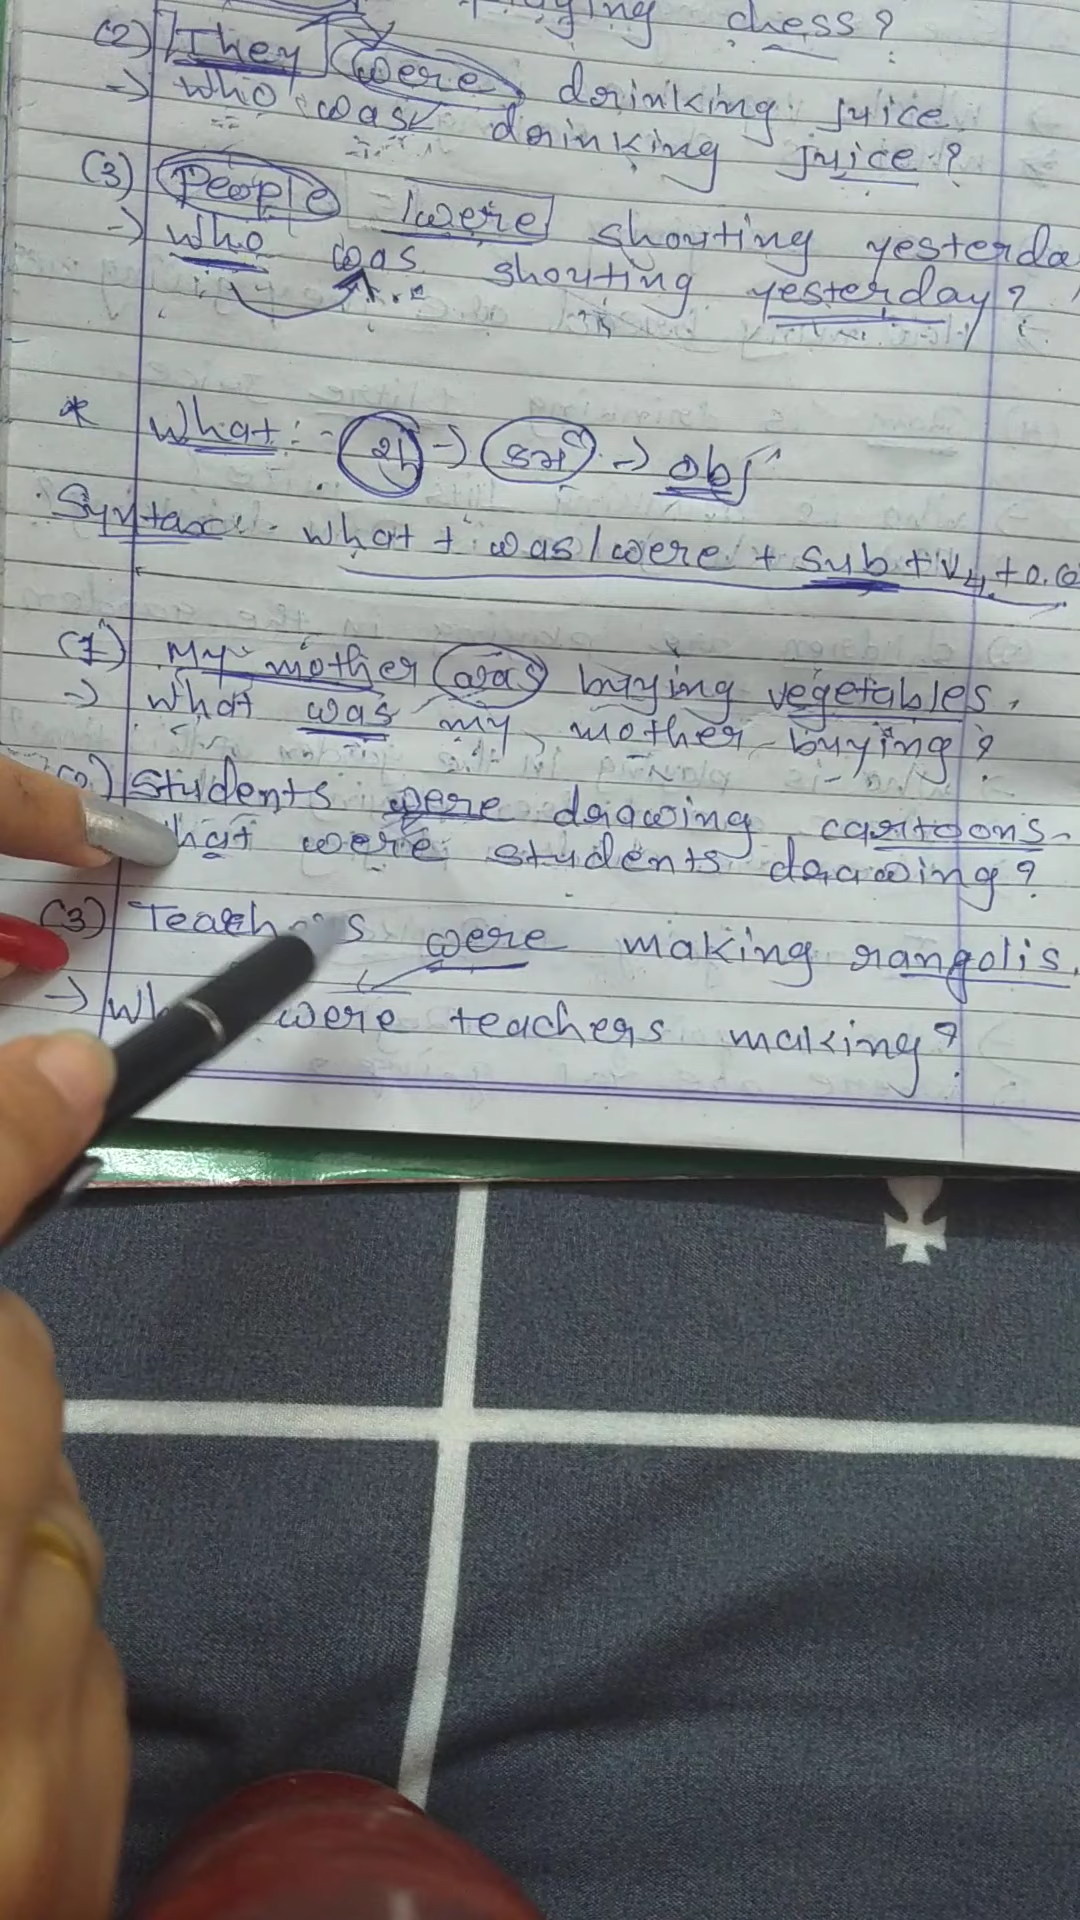 chess?
(2) They were drinking juice.
→ Who was drinking juice?
(3) People were shouting yesterda
→ Who was shouting yesterday?
* What :- શું → કર્મ → obj
Syntax :- What + was/were + sub + V4 + o.
(1) My mother was buying vegetables.
→ What was my mother buying?
Students were drawing cartoons.
hat were students drawing?
(3) Teachers were making rangolis.
→ Wh were teachers making?